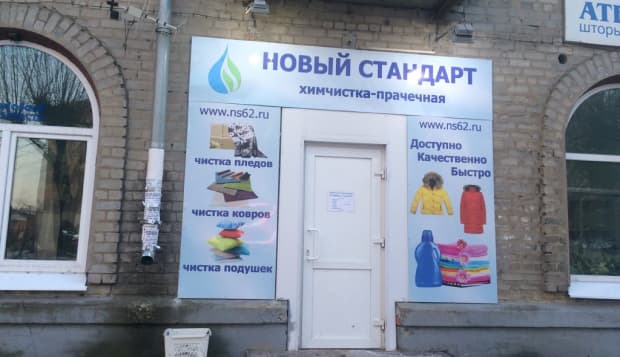 НОВЫЙ СТАНДАРТ
химчистка-прачечная
www.ns62.ru
чистка пледов
чистка ковров
чистка подушек
www.ns62.ru
Доступно
Качественно
Быстро
АТ
шторы